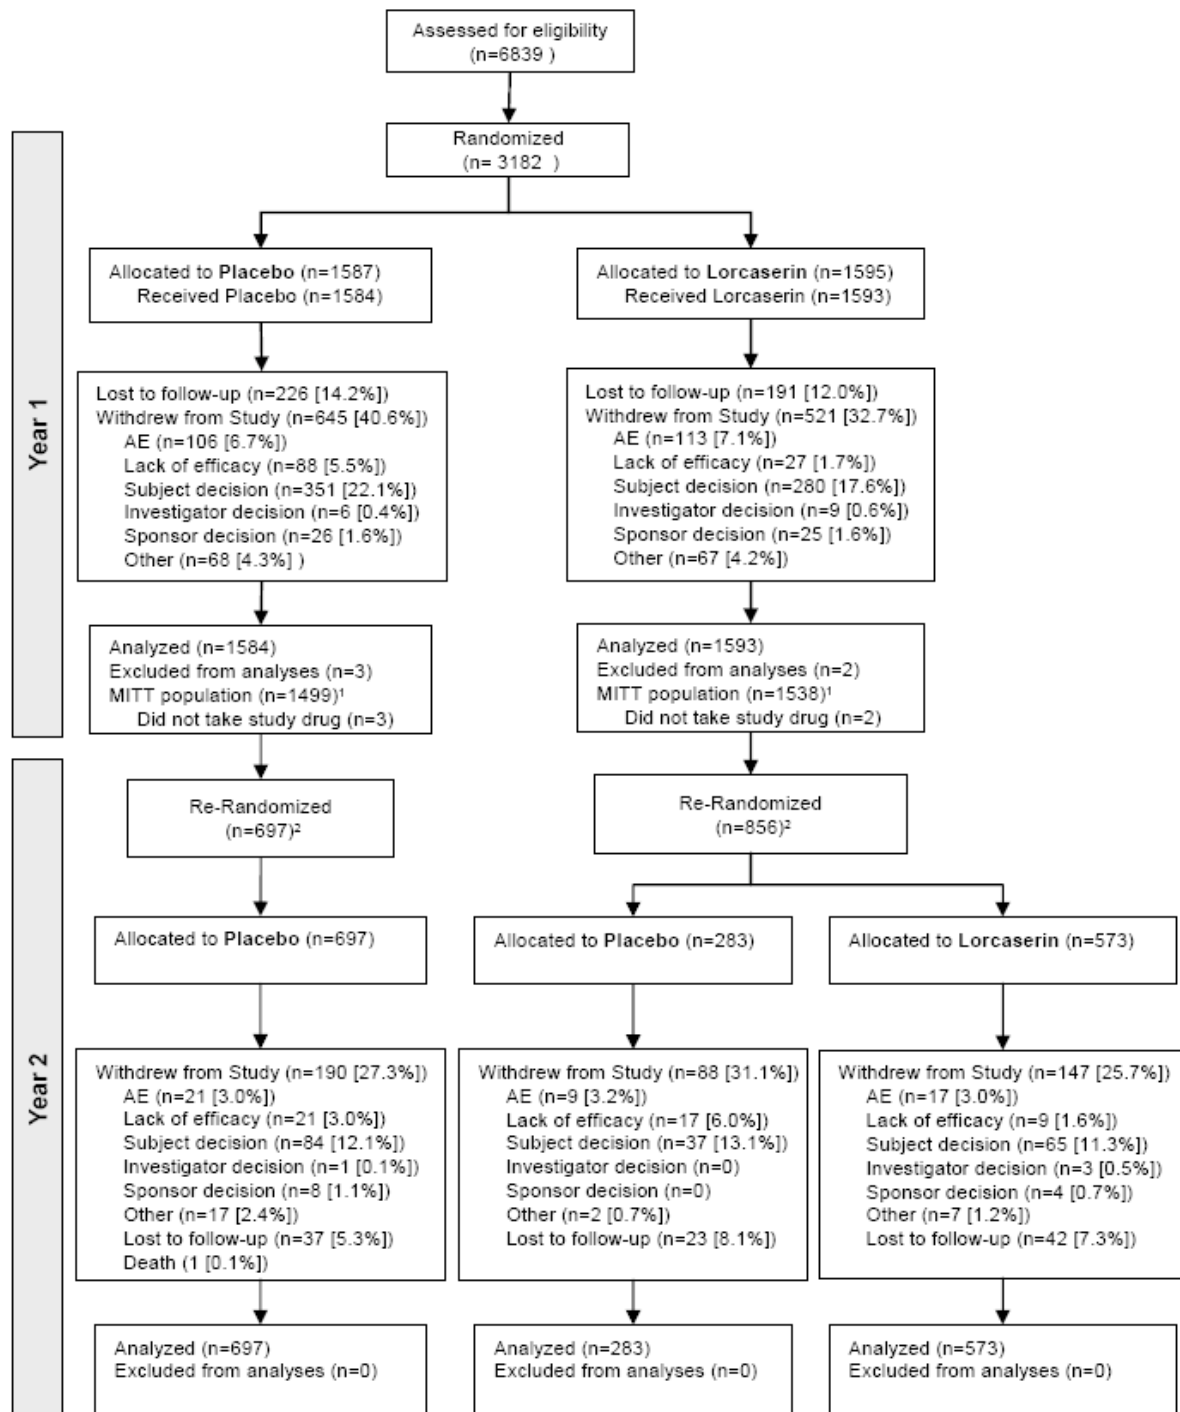 Assessed for eligibility
(n=6839 )
Randomized
(n= 3182 )
Year 1
Allocated to Placebo (n=1587)
Received Placebo (n=1584)
Allocated to Lorcaserin (n=1595)
Received Lorcaserin (n=1593)
Lost to follow-up (n=226 [14.2%])
Withdrew from Study (n=645 [40.6%])
AE (n=106 [6.7%])
Lack of efficacy (n=88 [5.5%])
Subject decision (n=351 [22.1%])
Investigator decision (n=6 [0.4%])
Sponsor decision (n=26 [1.6%])
Other (n=68 [4.3%] )
Lost to follow-up (n=191 [12.0%])
Withdrew from Study (n=521 [32.7%])
AE (n=113 [7.1%])
Lack of efficacy (n=27 [1.7%])
Subject decision (n=280 [17.6%])
Investigator decision (n=9 [0.6%])
Sponsor decision (n=25 [1.6%])
Other (n=67 [4.2%])
Analyzed (n=1584)
Excluded from analyses (n=3)
MITT population (n=1499)¹
Did not take study drug (n=3)
Analyzed (n=1593)
Excluded from analyses (n=2)
MITT population (n=1538)¹
Did not take study drug (n=2)
Year 2
Re-Randomized
(n=697)²
Re-Randomized
(n=856)²
Allocated to Placebo (n=697)
Allocated to Placebo (n=283)
Allocated to Lorcaserin (n=573)
Withdrew from Study (n=190 [27.3%])
AE (n=21 [3.0%])
Lack of efficacy (n=21 [3.0%])
Subject decision (n=84 [12.1%])
Investigator decision (n=1 [0.1%])
Sponsor decision (n=8 [1.1%])
Other (n=17 [2.4%])
Lost to follow-up (n=37 [5.3%])
Death (1 [0.1%])
Withdrew from Study (n=88 [31.1%])
AE (n=9 [3.2%])
Lack of efficacy (n=17 [6.0%])
Subject decision (n=37 [13.1%])
Investigator decision (n=0)
Sponsor decision (n=0)
Other (n=2 [0.7%])
Lost to follow-up (n=23 [8.1%])
Withdrew from Study (n=147 [25.7%])
AE (n=17 [3.0%])
Lack of efficacy (n=9 [1.6%])
Subject decision (n=65 [11.3%])
Investigator decision (n=3 [0.5%])
Sponsor decision (n=4 [0.7%])
Other (n=7 [1.2%])
Lost to follow-up (n=42 [7.3%])
Analyzed (n=697)
Excluded from analyses (n=0)
Analyzed (n=283)
Excluded from analyses (n=0)
Analyzed (n=573)
Excluded from analyses (n=0)